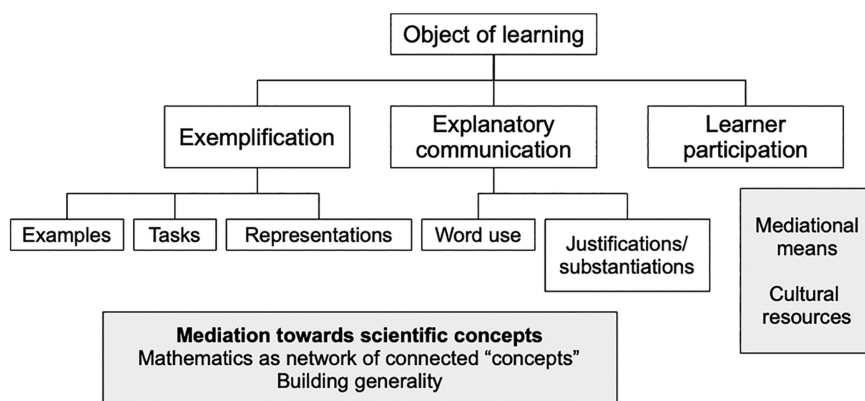 Object of learning
Exemplification
Explanatory
communication
Learner
participation
Examples
Tasks
Representations
Word use
Justifications/
substantiations
Mediational
means
Cultural
resources
Mediation towards scientific concepts
Mathematics as network of connected “concepts”
Building generality